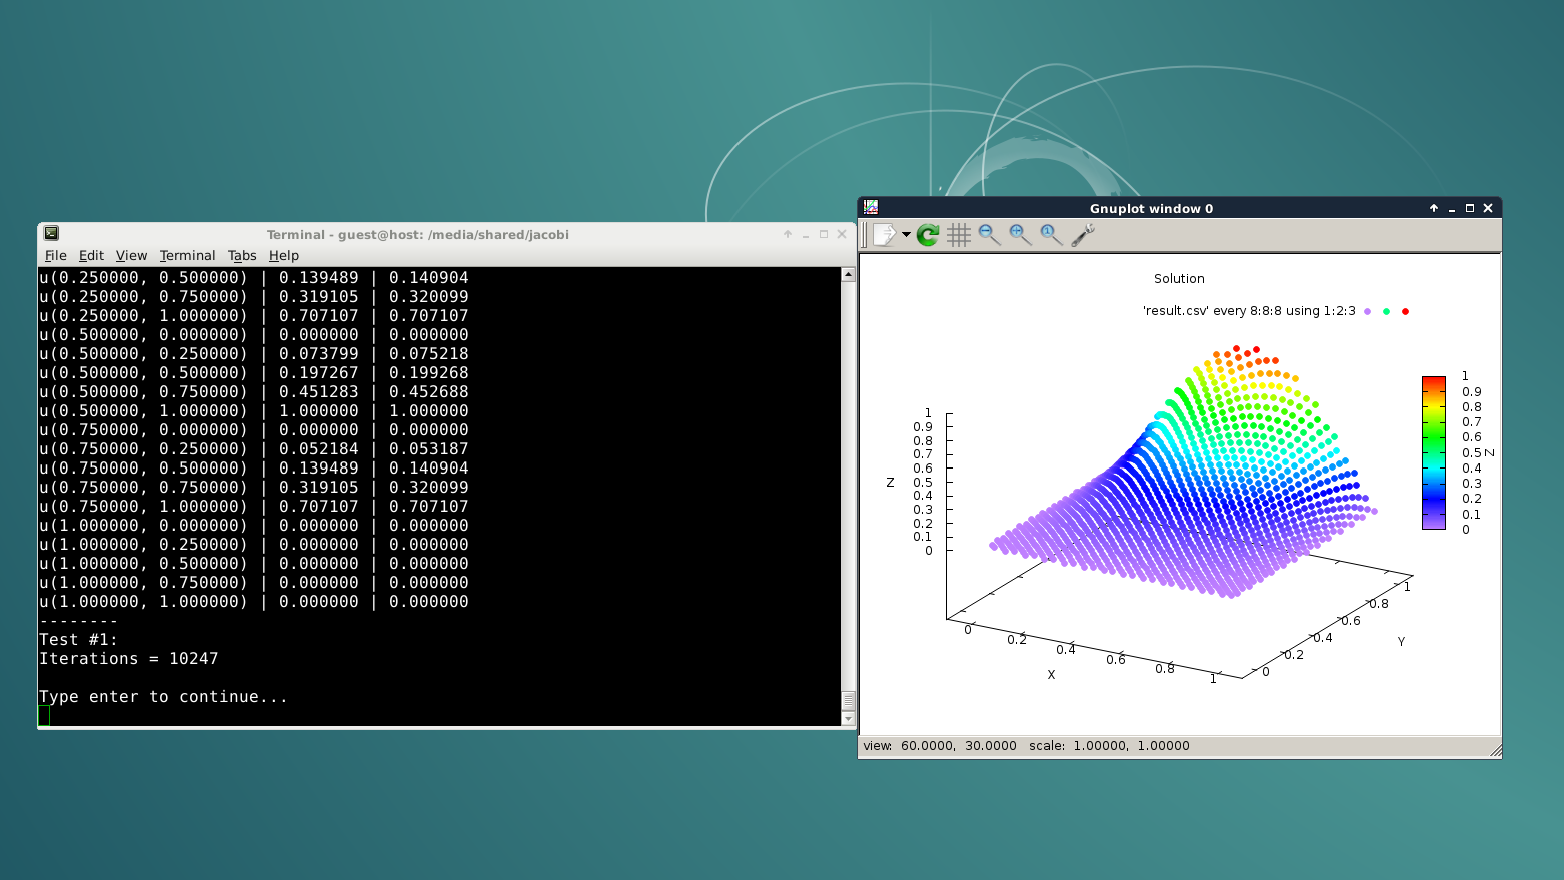 Terminal - guest@host: /media/shared/jacobi
File Edit View Terminal Tabs Help
u(0.250000, 0.500000) | 0.139489 | 0.140904
u(0.250000, 0.750000) | 0.319105 | 0.320099
u(0.250000, 1.000000) | 0.707107 | 0.707107
u(0.500000, 0.000000) | 0.000000 | 0.000000
u(0.500000, 0.250000) | 0.073799 | 0.075218
u(0.500000, 0.500000) | 0.197267 | 0.199268
u(0.500000, 0.750000) | 0.451283 | 0.452688
u(0.500000, 1.000000) | 1.000000 | 1.000000
u(0.750000, 0.000000) | 0.000000 | 0.000000
u(0.750000, 0.250000) | 0.052184 | 0.053187
u(0.750000, 0.500000) | 0.139489 | 0.140904
u(0.750000, 0.750000) | 0.319105 | 0.320099
u(0.750000, 1.000000) | 0.707107 | 0.707107
u(1.000000, 0.000000) | 0.000000 | 0.000000
u(1.000000, 0.250000) | 0.000000 | 0.000000
u(1.000000, 0.500000) | 0.000000 | 0.000000
u(1.000000, 0.750000) | 0.000000 | 0.000000
u(1.000000, 1.000000) | 0.000000 | 0.000000
--------
Test #1:
Iterations = 10247
Type enter to continue...
Gnuplot window 0
Solution
'result.csv' every 8:8:8 using 1:2:3
1
0.9
0.8
0.7
0.6
0.5
0.4
0.3
0.2
0.1
0
Z
0
0.2
0.4
0.6
0.8
1
X
0
0.2
0.4
0.6
0.8
1
Y
1
0.9
0.8
0.7
0.6
0.5
0.4
0.3
0.2
0.1
0
Z
view: 60.0000, 30.0000 scale: 1.00000, 1.00000